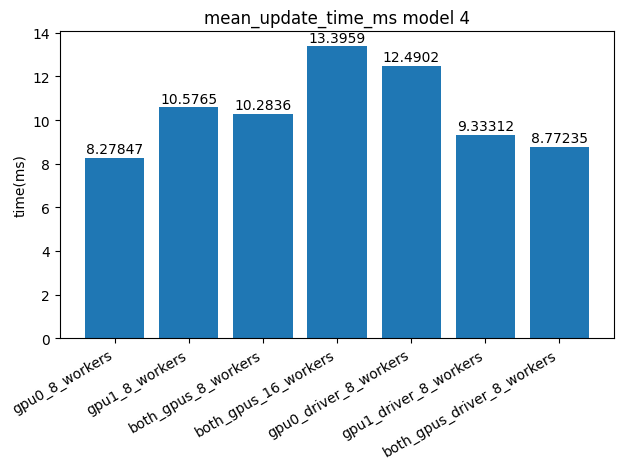 mean_update_time_ms model 4
time(ms)
14
12
10
8
6
4
2
0
8.27847
10.5765
10.2836
13.3959
12.4902
9.33312
8.77235
gpu0_8_workers
gpu1_8_workers
both_gpus_8_workers
both_gpus_16_workers
gpu0_driver_8_workers
gpu1_driver_8_workers
both_gpus_driver_8_workers